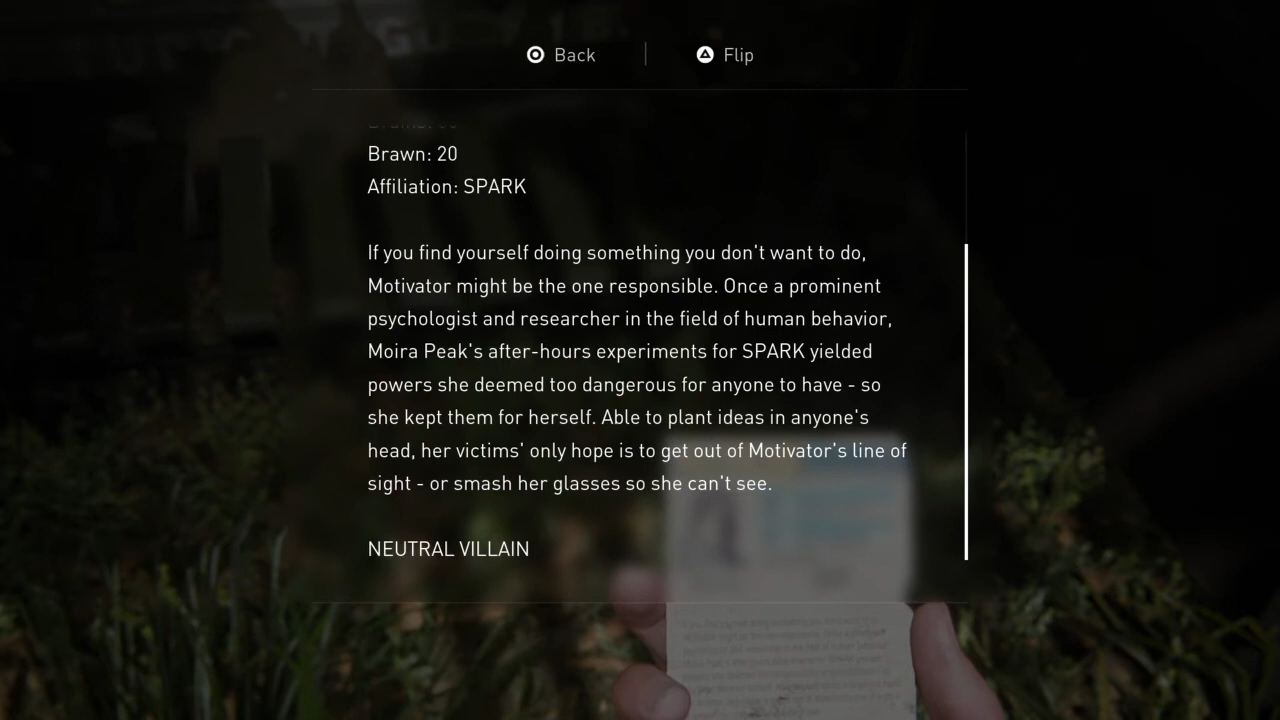 Back
Flip
Brawn: 20
Affiliation: SPARK
If you find yourself doing something you don't want to do,
Motivator might be the one responsible. Once a prominent
psychologist and researcher in the field of human behavior,
Moira Peak's after-hours experiments for SPARK yielded
powers she deemed too dangerous for anyone to have - so
she kept them for herself. Able to plant ideas in anyone's
head, her victims' only hope is to get out of Motivator's line of
sight - or smash her glasses so she can't see.
NEUTRAL VILLAIN